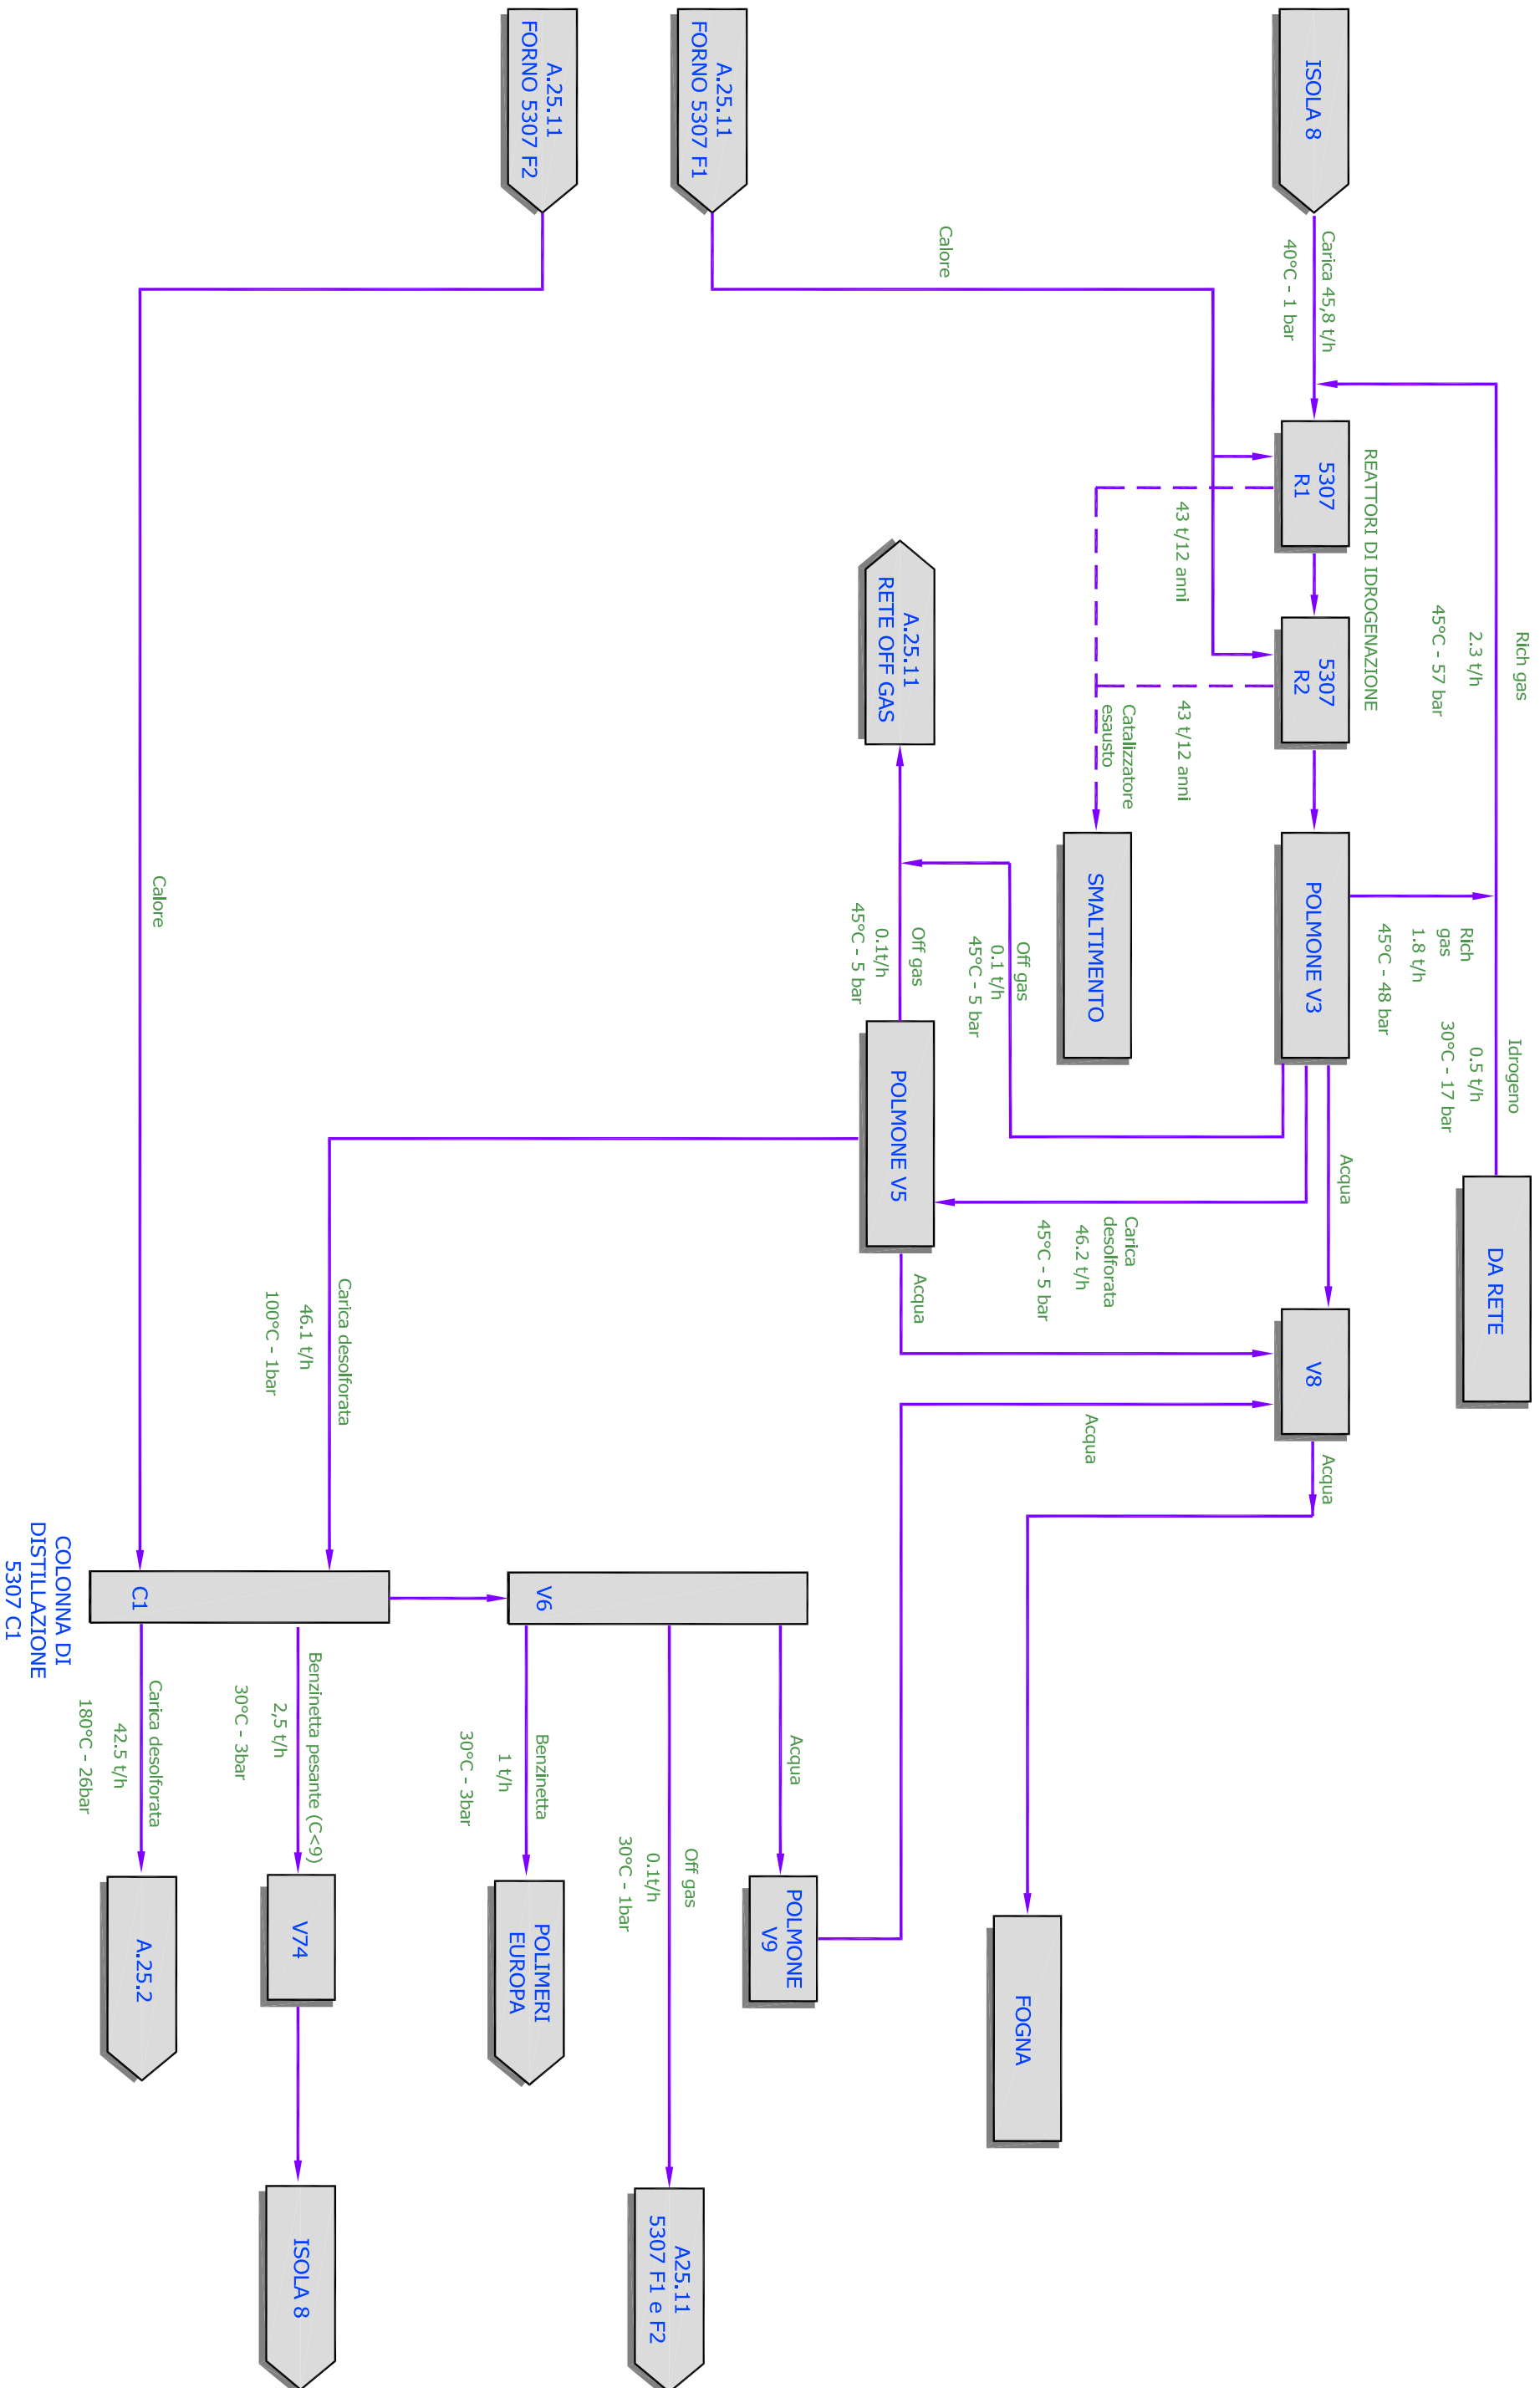 Rich gas
2.3 t/h
45°C - 57 bar
Idrogeno
0.5 t/h
30°C - 17 bar
DA RETE
ISOLA 8
Carica 45,8 t/h
40°C - 1 bar
REATTORI DI IDROGENAZIONE
5307
R1
5307
R2
POLMONE V3
Rich
gas
1.8 t/h
45°C - 48 bar
Acqua
V8
Acqua
43 t/12 anni
43 t/12 anni
Catalizzatore
esausto
SMALTIMENTO
Carica
desolforata
46.2 t/h
45°C - 5 bar
Acqua
FOGNA
Calore
Off gas
0.1 t/h
45°C - 5 bar
A.25.11
RETE OFF GAS
Off gas
0.1t/h
45°C - 5 bar
POLMONE V5
Acqua
A.25.11
FORNO 5307 F1
Acqua
POLMONE
V9
Off gas
0.1t/h
30°C - 1bar
A25.11
5307 F1 e F2
A.25.11
FORNO 5307 F2
V6
Benzinetta
1 t/h
30°C - 3bar
POLIMERI
EUROPA
Carica desolforata
46.1 t/h
100°C - 1bar
Benzinetta pesante (C<9)
2,5 t/h
30°C - 3bar
V74
ISOLA 8
Calore
C1
Carica desolforata
42.5 t/h
180°C - 26bar
A.25.2
COLONNA DI
DISTILLAZIONE
5307 C1